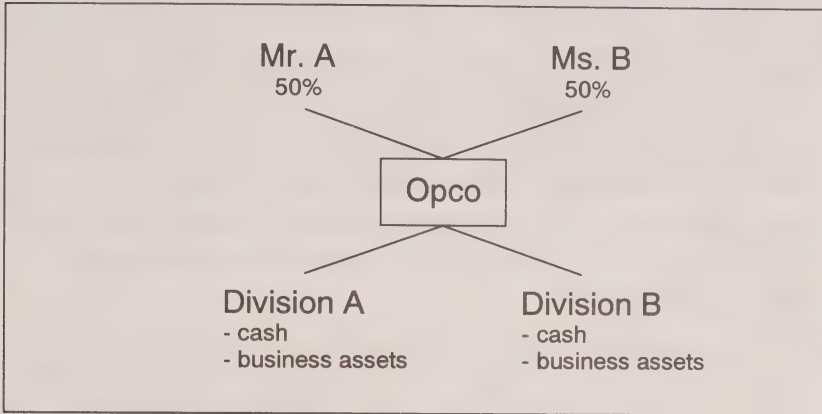 Mr. A
50%
Ms. B
50%
Opco
Division A
- cash
- business assets
Division B
- cash
- business assets